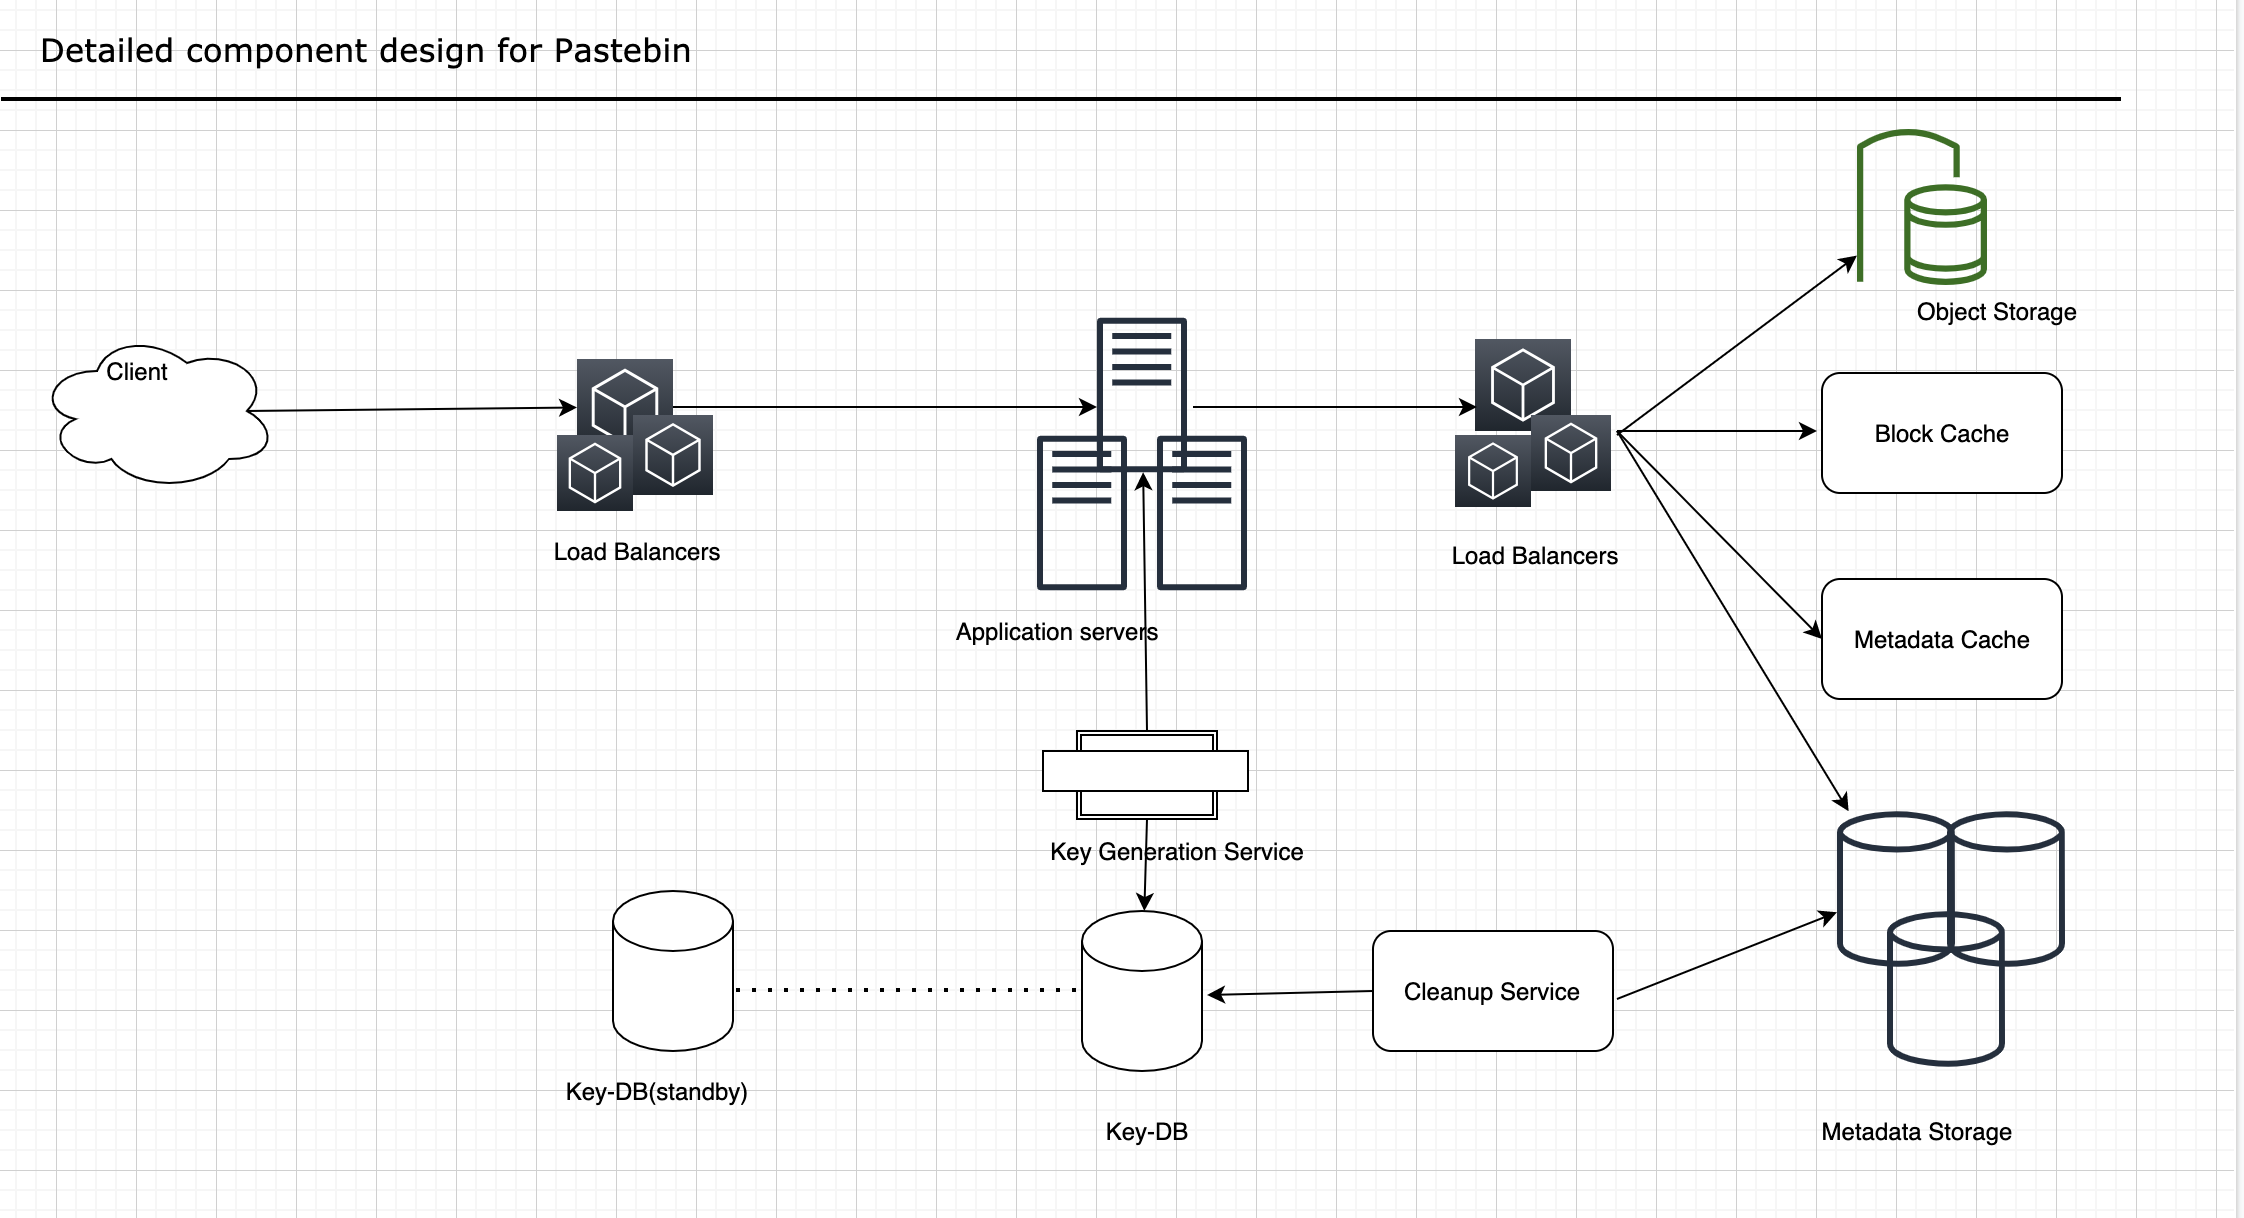 Detailed component design for Pastebin
Object Storage
Client
Block Cache
Load Balancers
Load Balancers
Application servers
Metadata Cache
Key Generation Service
Cleanup Service
Key-DB(standby)
Key-DB
Metadata Storage